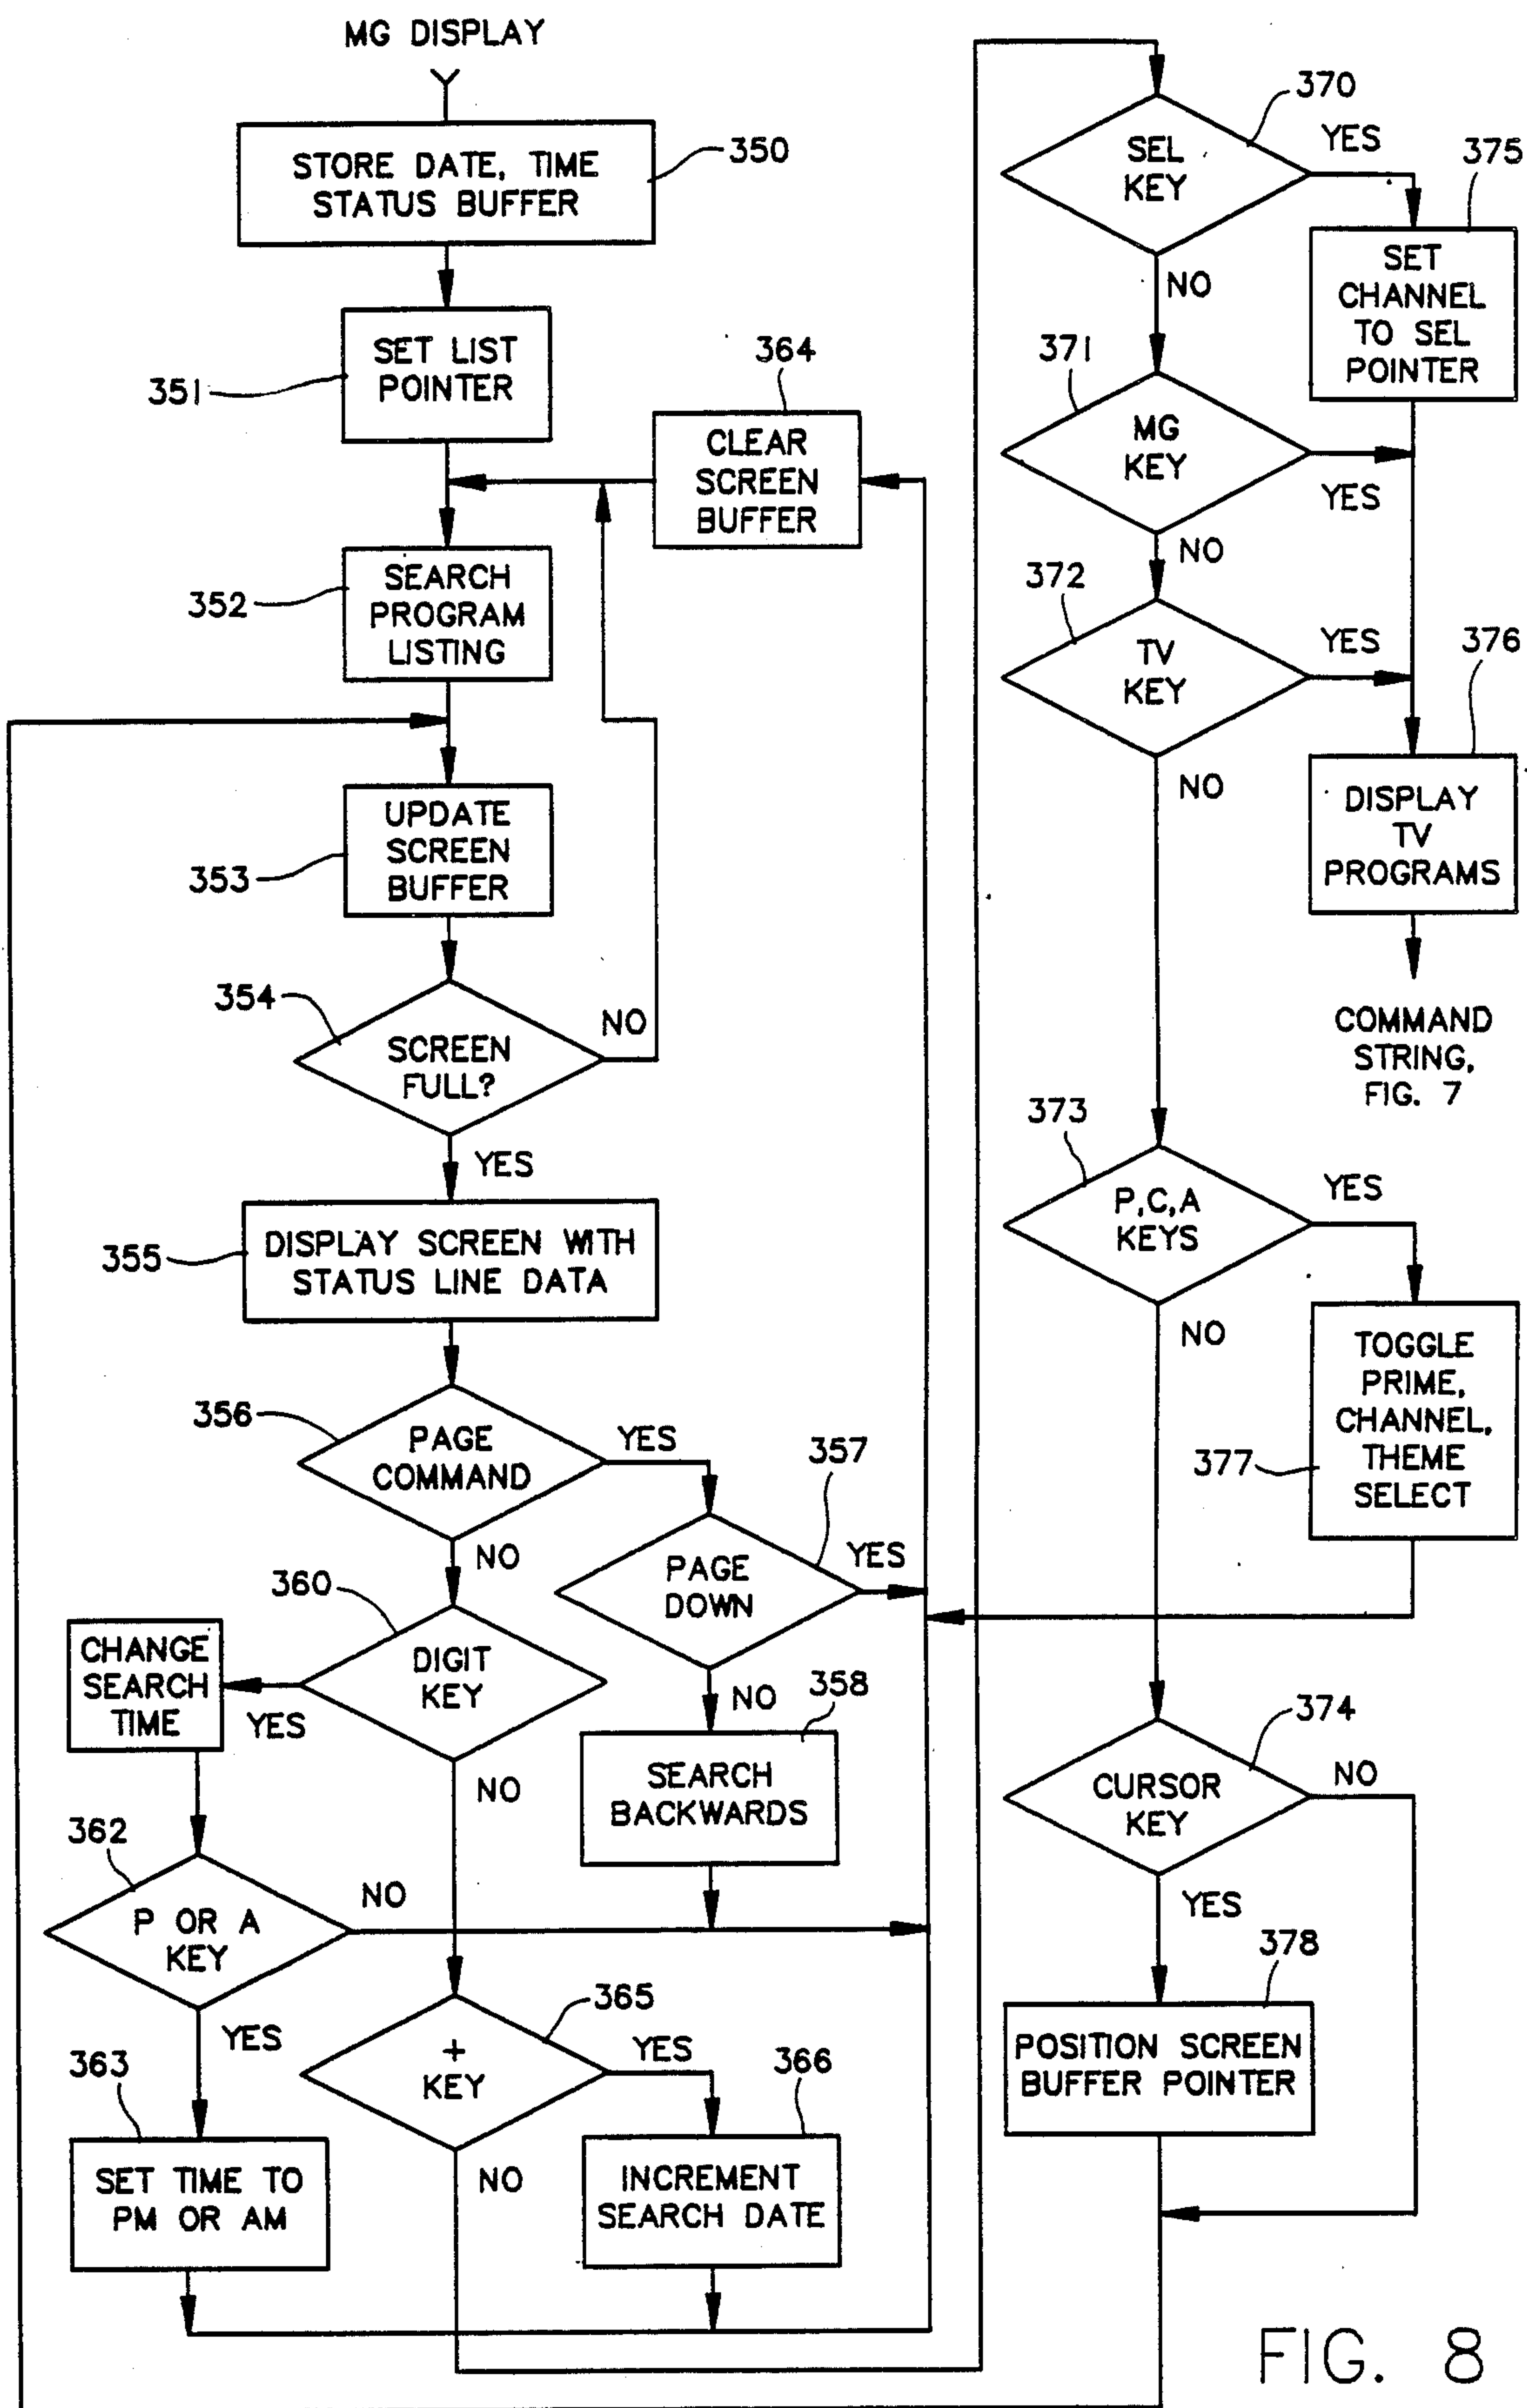 MG DISPLAY
STORE DATE, TIME
STATUS BUFFER
350
SET LIST
POINTER
351
364
CLEAR
SCREEN
BUFFER
SEARCH
PROGRAM
LISTING
352
UPDATE
SCREEN
BUFFER
353
354
SCREEN
FULL?
NO
YES
DISPLAY SCREEN WITH
STATUS LINE DATA
355
356
PAGE
COMMAND
YES
NO
357
PAGE
DOWN
YES
NO
360
DIGIT
KEY
YES
NO
CHANGE
SEARCH
TIME
358
SEARCH
BACKWARDS
362
P OR A
KEY
NO
YES
363
SET TIME TO
PM OR AM
365
+
KEY
YES
NO
366
INCREMENT
SEARCH DATE
370
SEL
KEY
YES
NO
375
SET
CHANNEL
TO SEL
POINTER
371
MG
KEY
YES
NO
372
TV
KEY
YES
NO
376
DISPLAY
TV
PROGRAMS
COMMAND
STRING,
FIG. 7
373
P,C,A
KEYS
YES
NO
TOGGLE
PRIME,
CHANNEL,
THEME
SELECT
377
374
CURSOR
KEY
NO
YES
378
POSITION SCREEN
BUFFER POINTER
FIG. 8